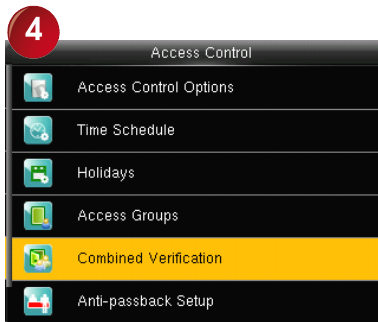 4
Access Control
Access Control Options
Time Schedule
Holidays
Access Groups
Combined Verification
Anti-passback Setup